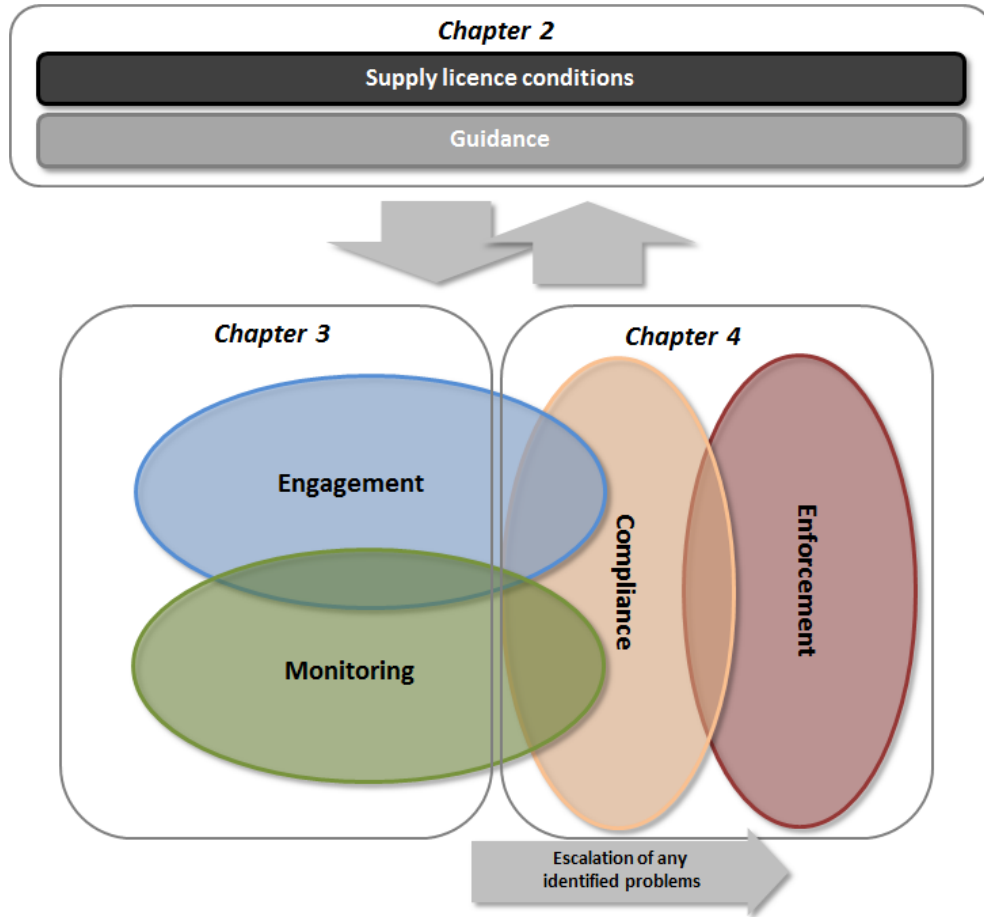 Chapter 2
Supply licence conditions
Guidance
Chapter 3
Chapter 4
Engagement
Monitoring
Compliance
Enforcement
Escalation of any
identified problems